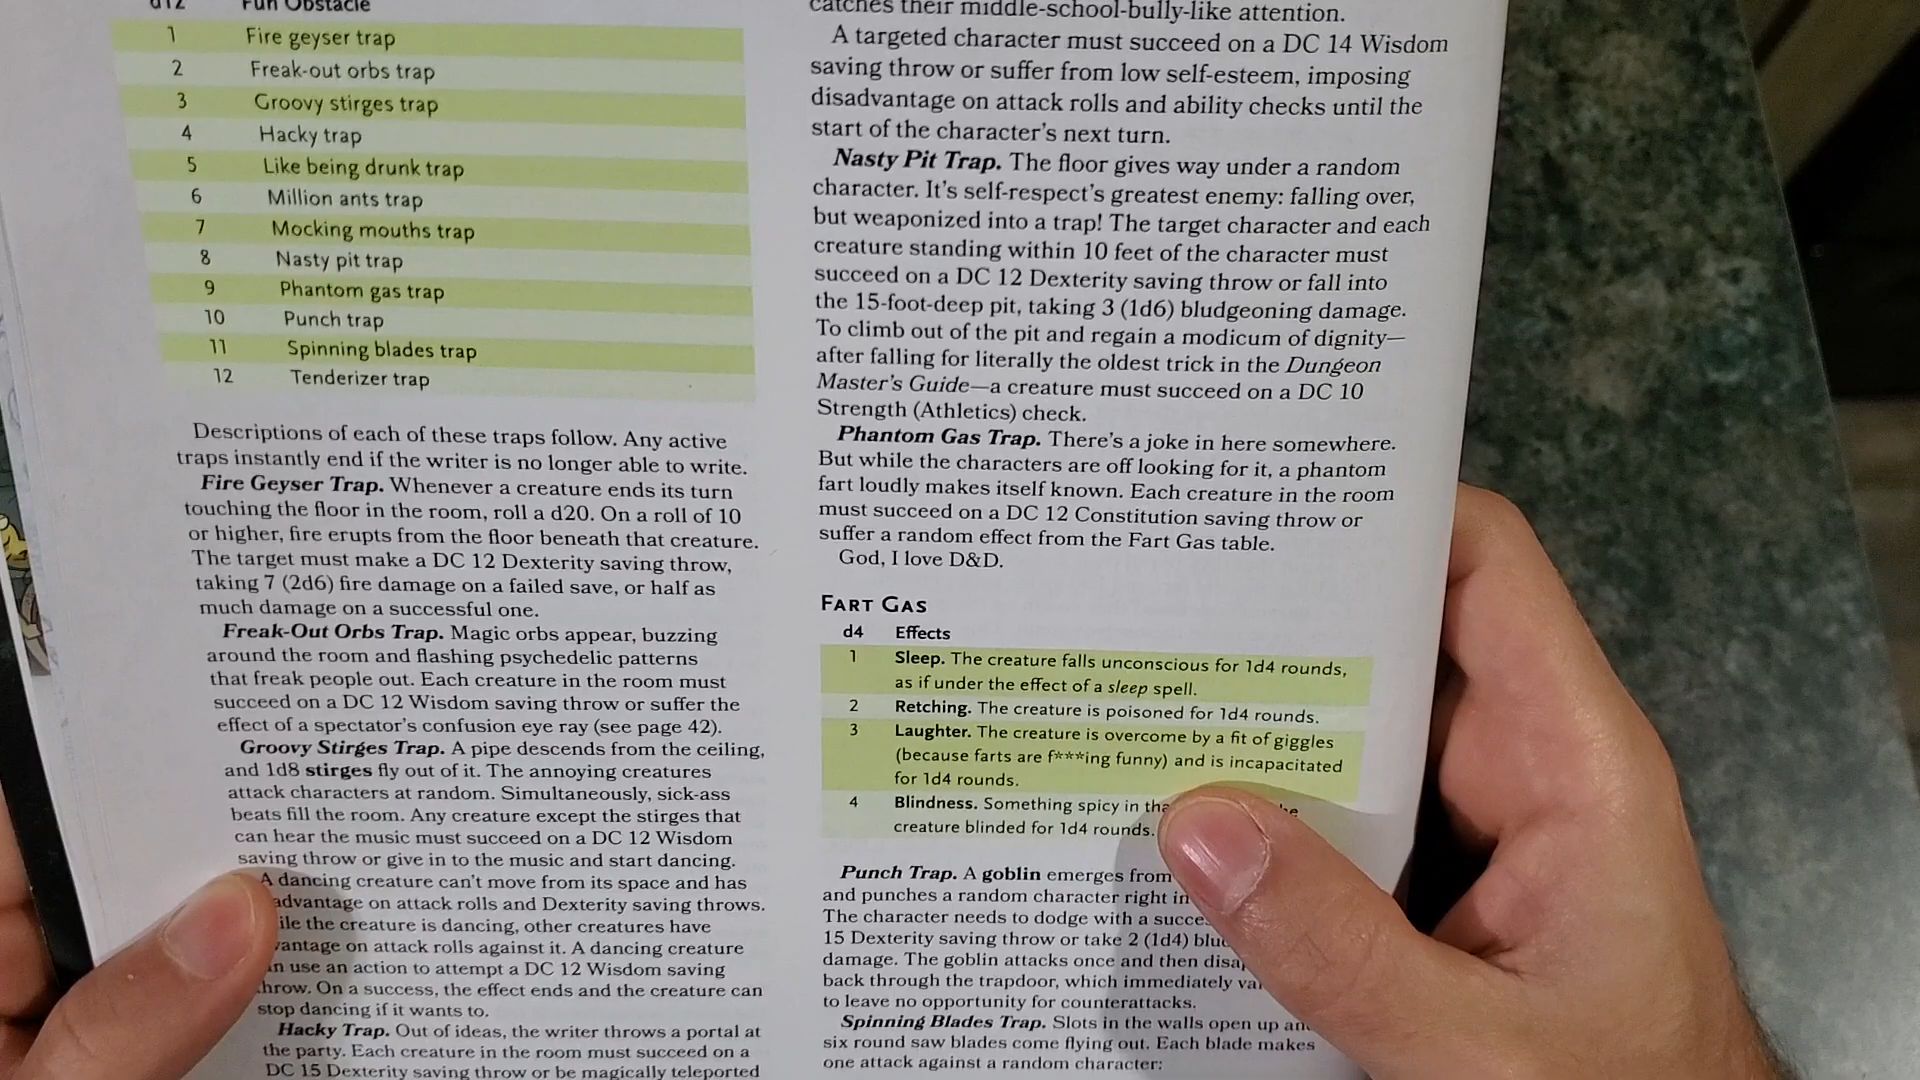 d12 Fun Obstacle
1 Fire geyser trap
2 Freak-out orbs trap
3 Groovy stirges trap
4 Hacky trap
5 Like being drunk trap
6 Million ants trap
7 Mocking mouths trap
8 Nasty pit trap
9 Phantom gas trap
10 Punch trap
11 Spinning blades trap
12 Tenderizer trap
Descriptions of each of these traps follow. Any active
traps instantly end if the writer is no longer able to write.
Fire Geyser Trap. Whenever a creature ends its turn
touching the floor in the room, roll a d20. On a roll of 10
or higher, fire erupts from the floor beneath that creature.
The target must make a DC 12 Dexterity saving throw,
taking 7 (2d6) fire damage on a failed save, or half as
much damage on a successful one.
Freak-Out Orbs Trap. Magic orbs appear, buzzing
around the room and flashing psychedelic patterns
that freak people out. Each creature in the room must
succeed on a DC 12 Wisdom saving throw or suffer the
effect of a spectator's confusion eye ray (see page 42).
Groovy Stirges Trap. A pipe descends from the ceiling,
and 1d8 stirges fly out of it. The annoying creatures
attack characters at random. Simultaneously, sick-ass
beats fill the room. Any creature except the stirges that
can hear the music must succeed on a DC 12 Wisdom
saving throw or give in to the music and start dancing.
A dancing creature can't move from its space and has
advantage on attack rolls and Dexterity saving throws.
ile the creature is dancing, other creatures have
vantage on attack rolls against it. A dancing creature
n use an action to attempt a DC 12 Wisdom saving
hrow. On a success, the effect ends and the creature can
stop dancing if it wants to.
Hacky Trap. Out of ideas, the writer throws a portal at
the party. Each creature in the room must succeed on a
DC 15 Dexterity saving throw or be magically teleported
catches their middle-school-bully-like attention.
A targeted character must succeed on a DC 14 Wisdom
saving throw or suffer from low self-esteem, imposing
disadvantage on attack rolls and ability checks until the
start of the character's next turn.
Nasty Pit Trap. The floor gives way under a random
character. It's self-respect's greatest enemy: falling over,
but weaponized into a trap! The target character and each
creature standing within 10 feet of the character must
succeed on a DC 12 Dexterity saving throw or fall into
the 15-foot-deep pit, taking 3 (1d6) bludgeoning damage.
To climb out of the pit and regain a modicum of dignity—
after falling for literally the oldest trick in the Dungeon
Master's Guide—a creature must succeed on a DC 10
Strength (Athletics) check.
Phantom Gas Trap. There's a joke in here somewhere.
But while the characters are off looking for it, a phantom
fart loudly makes itself known. Each creature in the room
must succeed on a DC 12 Constitution saving throw or
suffer a random effect from the Fart Gas table.
God, I love D&D.
FART GAS
d4 Effects
1 Sleep. The creature falls unconscious for 1d4 rounds,
as if under the effect of a sleep spell.
2 Retching. The creature is poisoned for 1d4 rounds.
3 Laughter. The creature is overcome by a fit of giggles
(because farts are f***ing funny) and is incapacitated
for 1d4 rounds.
4 Blindness. Something spicy in tha he
creature blinded for 1d4 rounds.
Punch Trap. A goblin emerges from
and punches a random character right in
The character needs to dodge with a succe
15 Dexterity saving throw or take 2 (1d4) blud
damage. The goblin attacks once and then disap
back through the trapdoor, which immediately va
to leave no opportunity for counterattacks.
Spinning Blades Trap. Slots in the walls open up and
six round saw blades come flying out. Each blade makes
one attack against a random character: